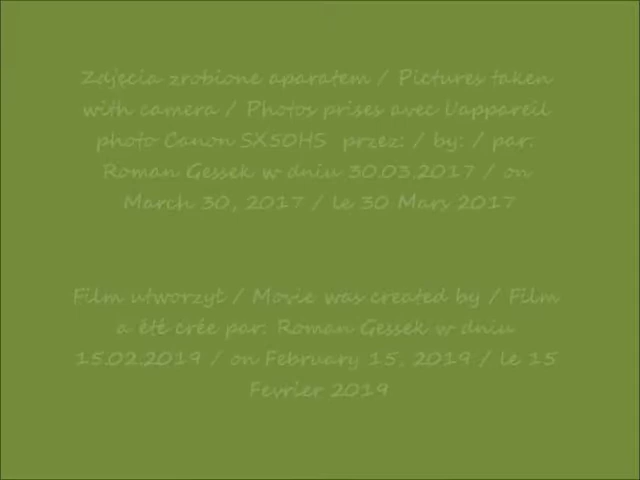 Zdjęcia zrobione aparatem / Pictures taken
with camera / Photos prises avec l'appareil
photo Canon SX50HS przez: / by: / par:
Roman Gessek w dniu 30.03.2017 / on
March 30, 2017 / le 30 Mars 2017
Film utworzył / Movie was created by / Film
a été crée par: Roman Gessek w dniu
15.02.2019 / on February 15, 2019 / le 15
Fevrier 2019